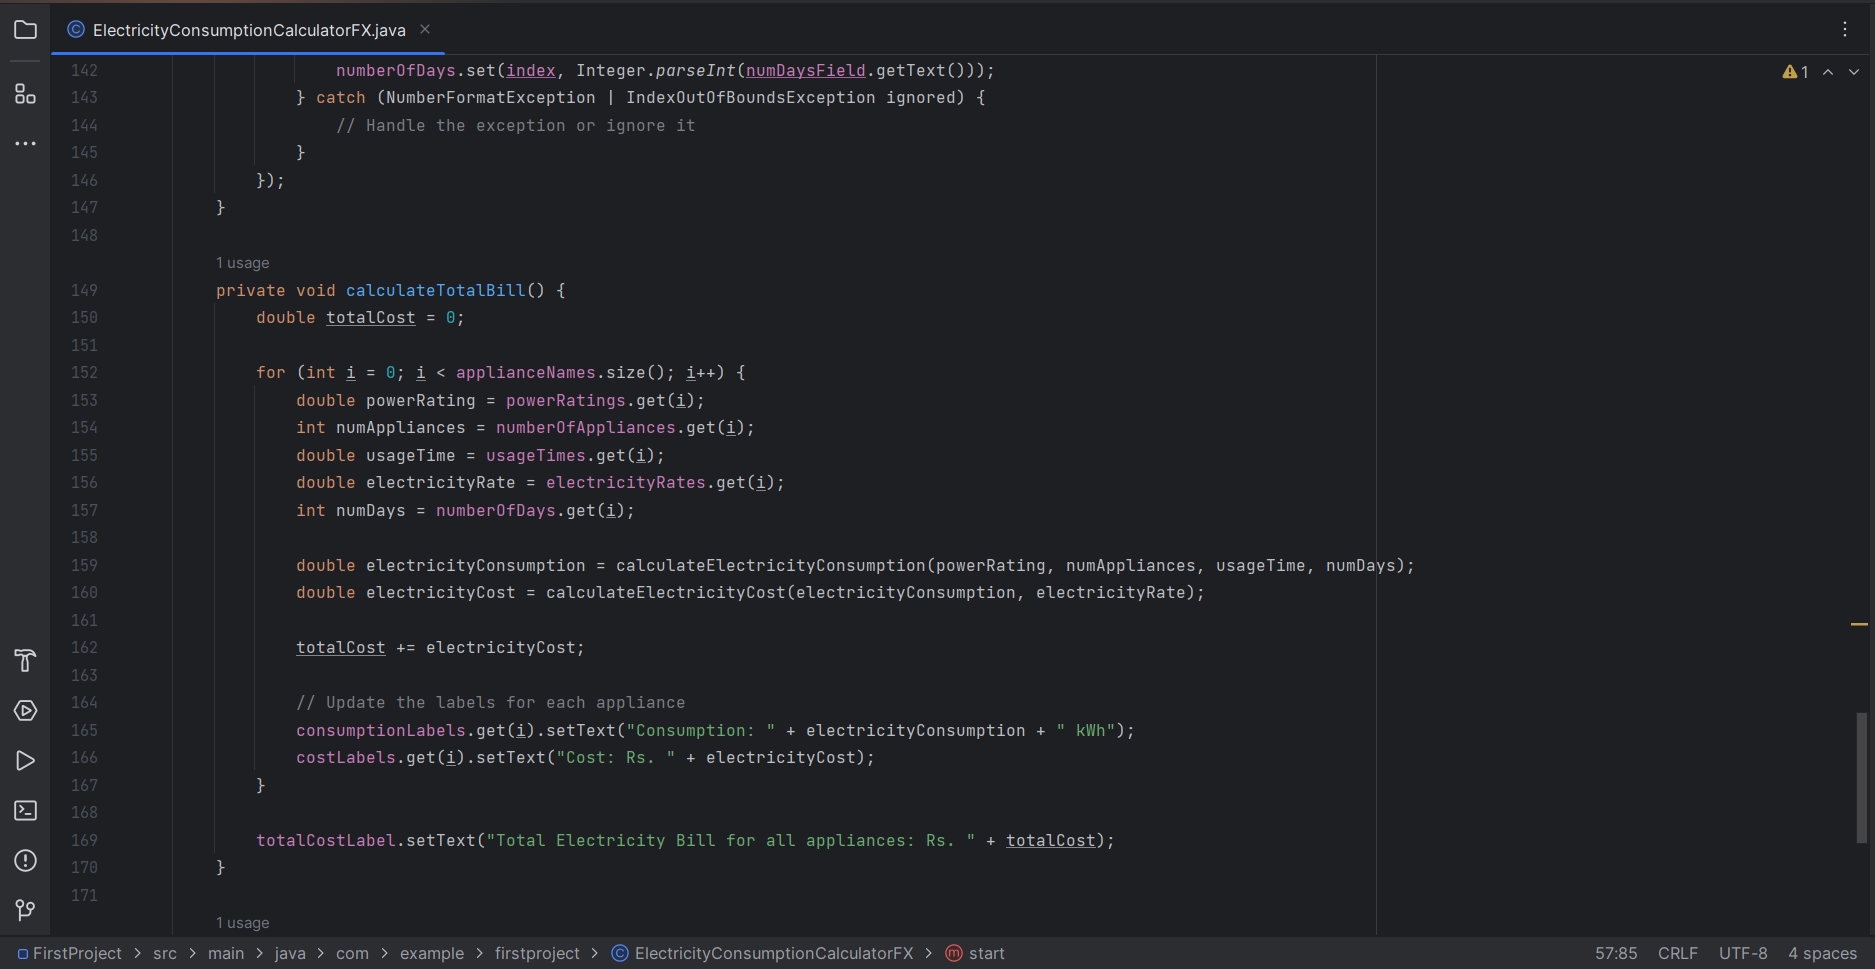 ElectricityConsumptionCalculatorFX.java
1
142 numberOfDays.set(index, Integer.parseInt(numDaysField.getText()));
143 } catch (NumberFormatException | IndexOutOfBoundsException ignored) {
144 // Handle the exception or ignore it
145 }
146 });
147 }
148
1 usage
149 private void calculateTotalBill() {
150 double totalCost = 0;
151
152 for (int i = 0; i < applianceNames.size(); i++) {
153 double powerRating = powerRatings.get(i);
154 int numAppliances = numberOfAppliances.get(i);
155 double usageTime = usageTimes.get(i);
156 double electricityRate = electricityRates.get(i);
157 int numDays = numberOfDays.get(i);
158
159 double electricityConsumption = calculateElectricityConsumption(powerRating, numAppliances, usageTime, numDays);
160 double electricityCost = calculateElectricityCost(electricityConsumption, electricityRate);
161
162 totalCost += electricityCost;
163
164 // Update the labels for each appliance
165 consumptionLabels.get(i).setText("Consumption: " + electricityConsumption + " kWh");
166 costLabels.get(i).setText("Cost: Rs. " + electricityCost);
167 }
168
169 totalCostLabel.setText("Total Electricity Bill for all appliances: Rs. " + totalCost);
170 }
171
1 usage
FirstProject > src > main > java > com > example > firstproject > ElectricityConsumptionCalculatorFX > start 57:85 CRLF UTF-8 4 spaces